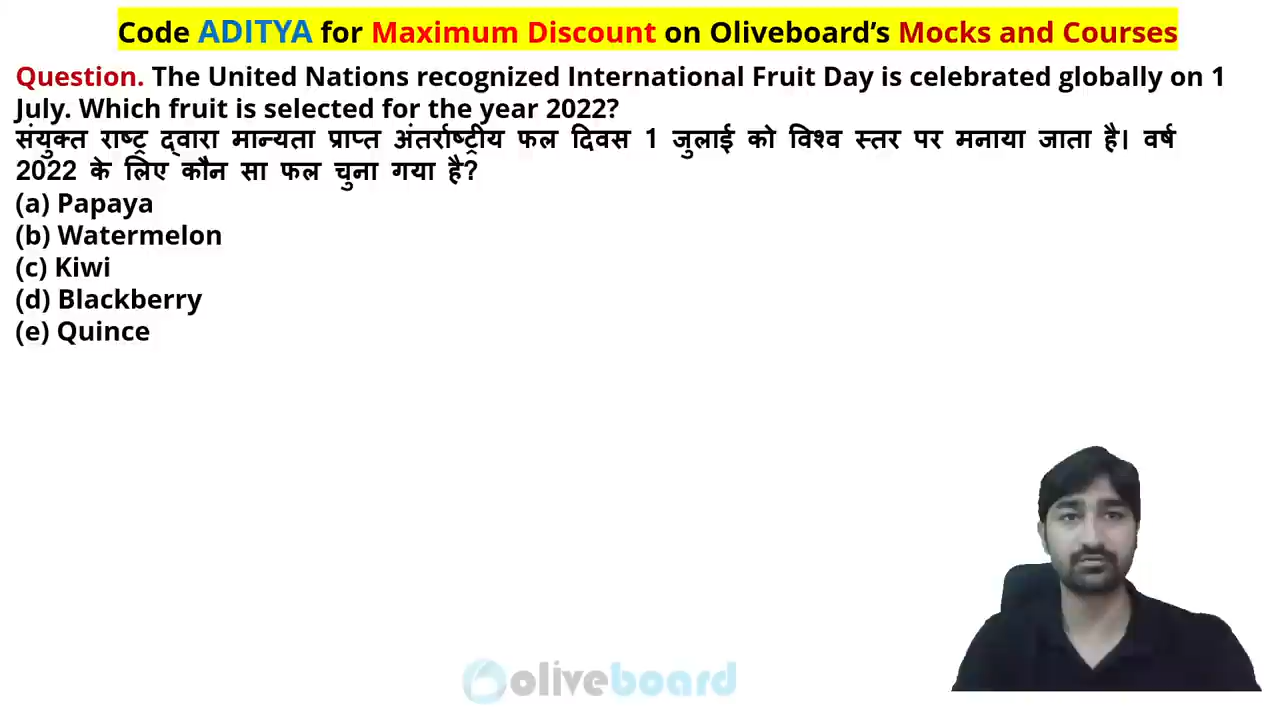 Code ADITYA for Maximum Discount on Oliveboard’s Mocks and Courses
Question. The United Nations recognized International Fruit Day is celebrated globally on 1
July. Which fruit is selected for the year 2022?
संयुक्त राष्ट्र द्वारा मान्यता प्राप्त अंतर्राष्ट्रीय फल दिवस 1 जुलाई को विश्व स्तर पर मनाया जाता है। वर्ष
2022 के लिए कौन सा फल चुना गया है?
(a) Papaya
(b) Watermelon
(c) Kiwi
(d) Blackberry
(e) Quince
oliveboard